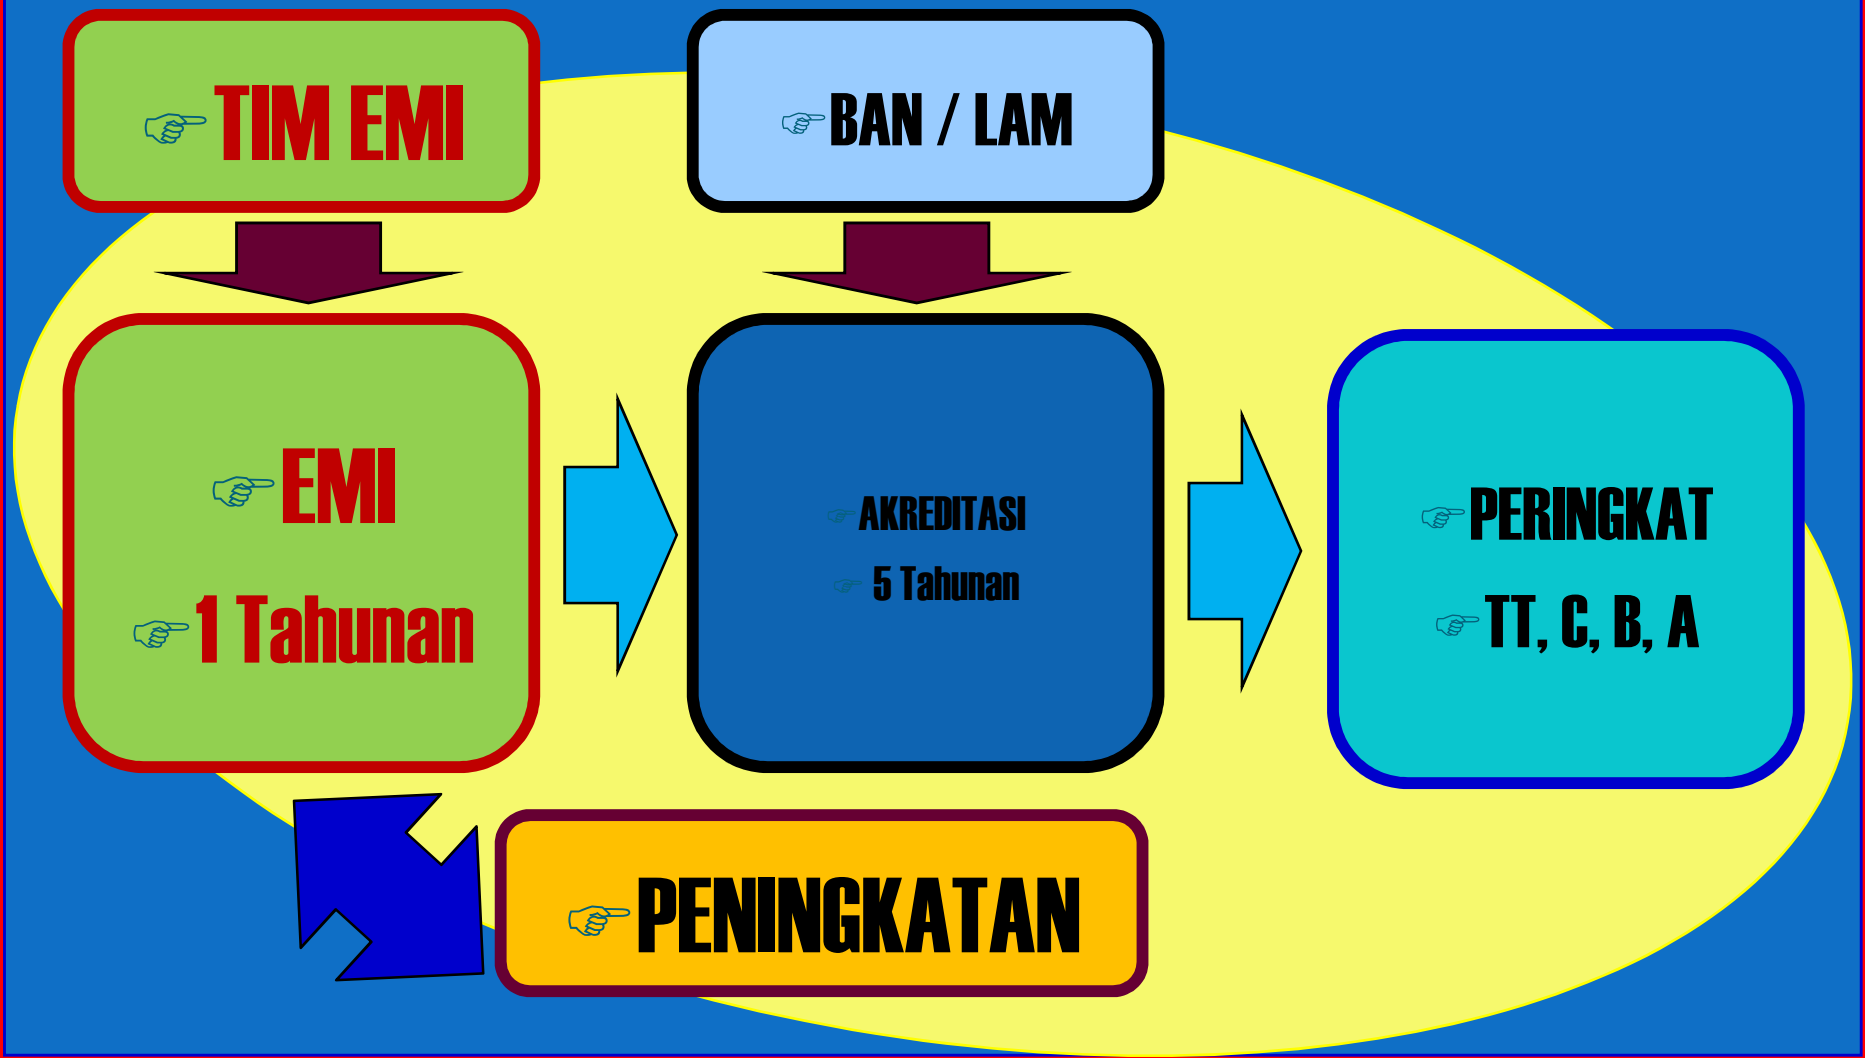 ☞TIM EMI
☞BAN / LAM
☞EMI
☞1 Tahunan
☞AKREDITASI
☞ 5 Tahunan
☞PERINGKAT
☞TT, C, B, A
☞PENINGKATAN